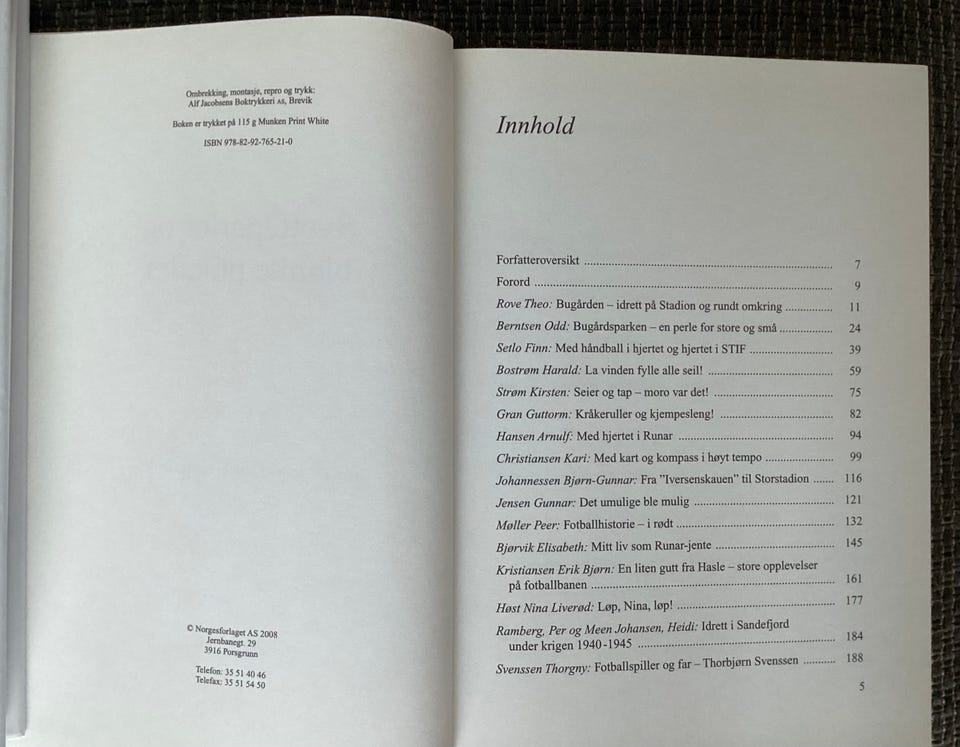 Ombrekking, montasje, repro og trykk:
Alf Jacobsens Boktrykkeri AS, Brevik
Boken er trykket på 115 g Munken Print White
ISBN 978-82-92-765-21-0
© Norgesforlaget AS 2008
Jernbanegt. 29
3916 Porsgrunn
Telefon: 35 51 40 46
Telefax: 35 51 54 50
Innhold
Forfatteroversikt 7
Forord 9
Rove Theo: Bugården – idrett på Stadion og rundt omkring 11
Berntsen Odd: Bugårdsparken – en perle for store og små 24
Setlo Finn: Med håndball i hjertet og hjertet i STIF 39
Bostrøm Harald: La vinden fylle alle seil! 59
Strøm Kirsten: Seier og tap – moro var det! 75
Gran Guttorm: Kråkeruller og kjempesleng! 82
Hansen Arnulf: Med hjertet i Runar 94
Christiansen Kari: Med kart og kompass i høyt tempo 99
Johannessen Bjørn-Gunnar: Fra "Iversenskauen" til Storstadion 116
Jensen Gunnar: Det umulige ble mulig 121
Møller Peer: Fotballhistorie – i rødt 132
Bjørvik Elisabeth: Mitt liv som Runar-jente 145
Kristiansen Erik Bjørn: En liten gutt fra Hasle – store opplevelser
på fotballbanen 161
Høst Nina Liverød: Løp, Nina, løp! 177
Ramberg, Per og Meen Johansen, Heidi: Idrett i Sandefjord
under krigen 1940-1945 184
Svenssen Thorgny: Fotballspiller og far – Thorbjørn Svenssen 188
5